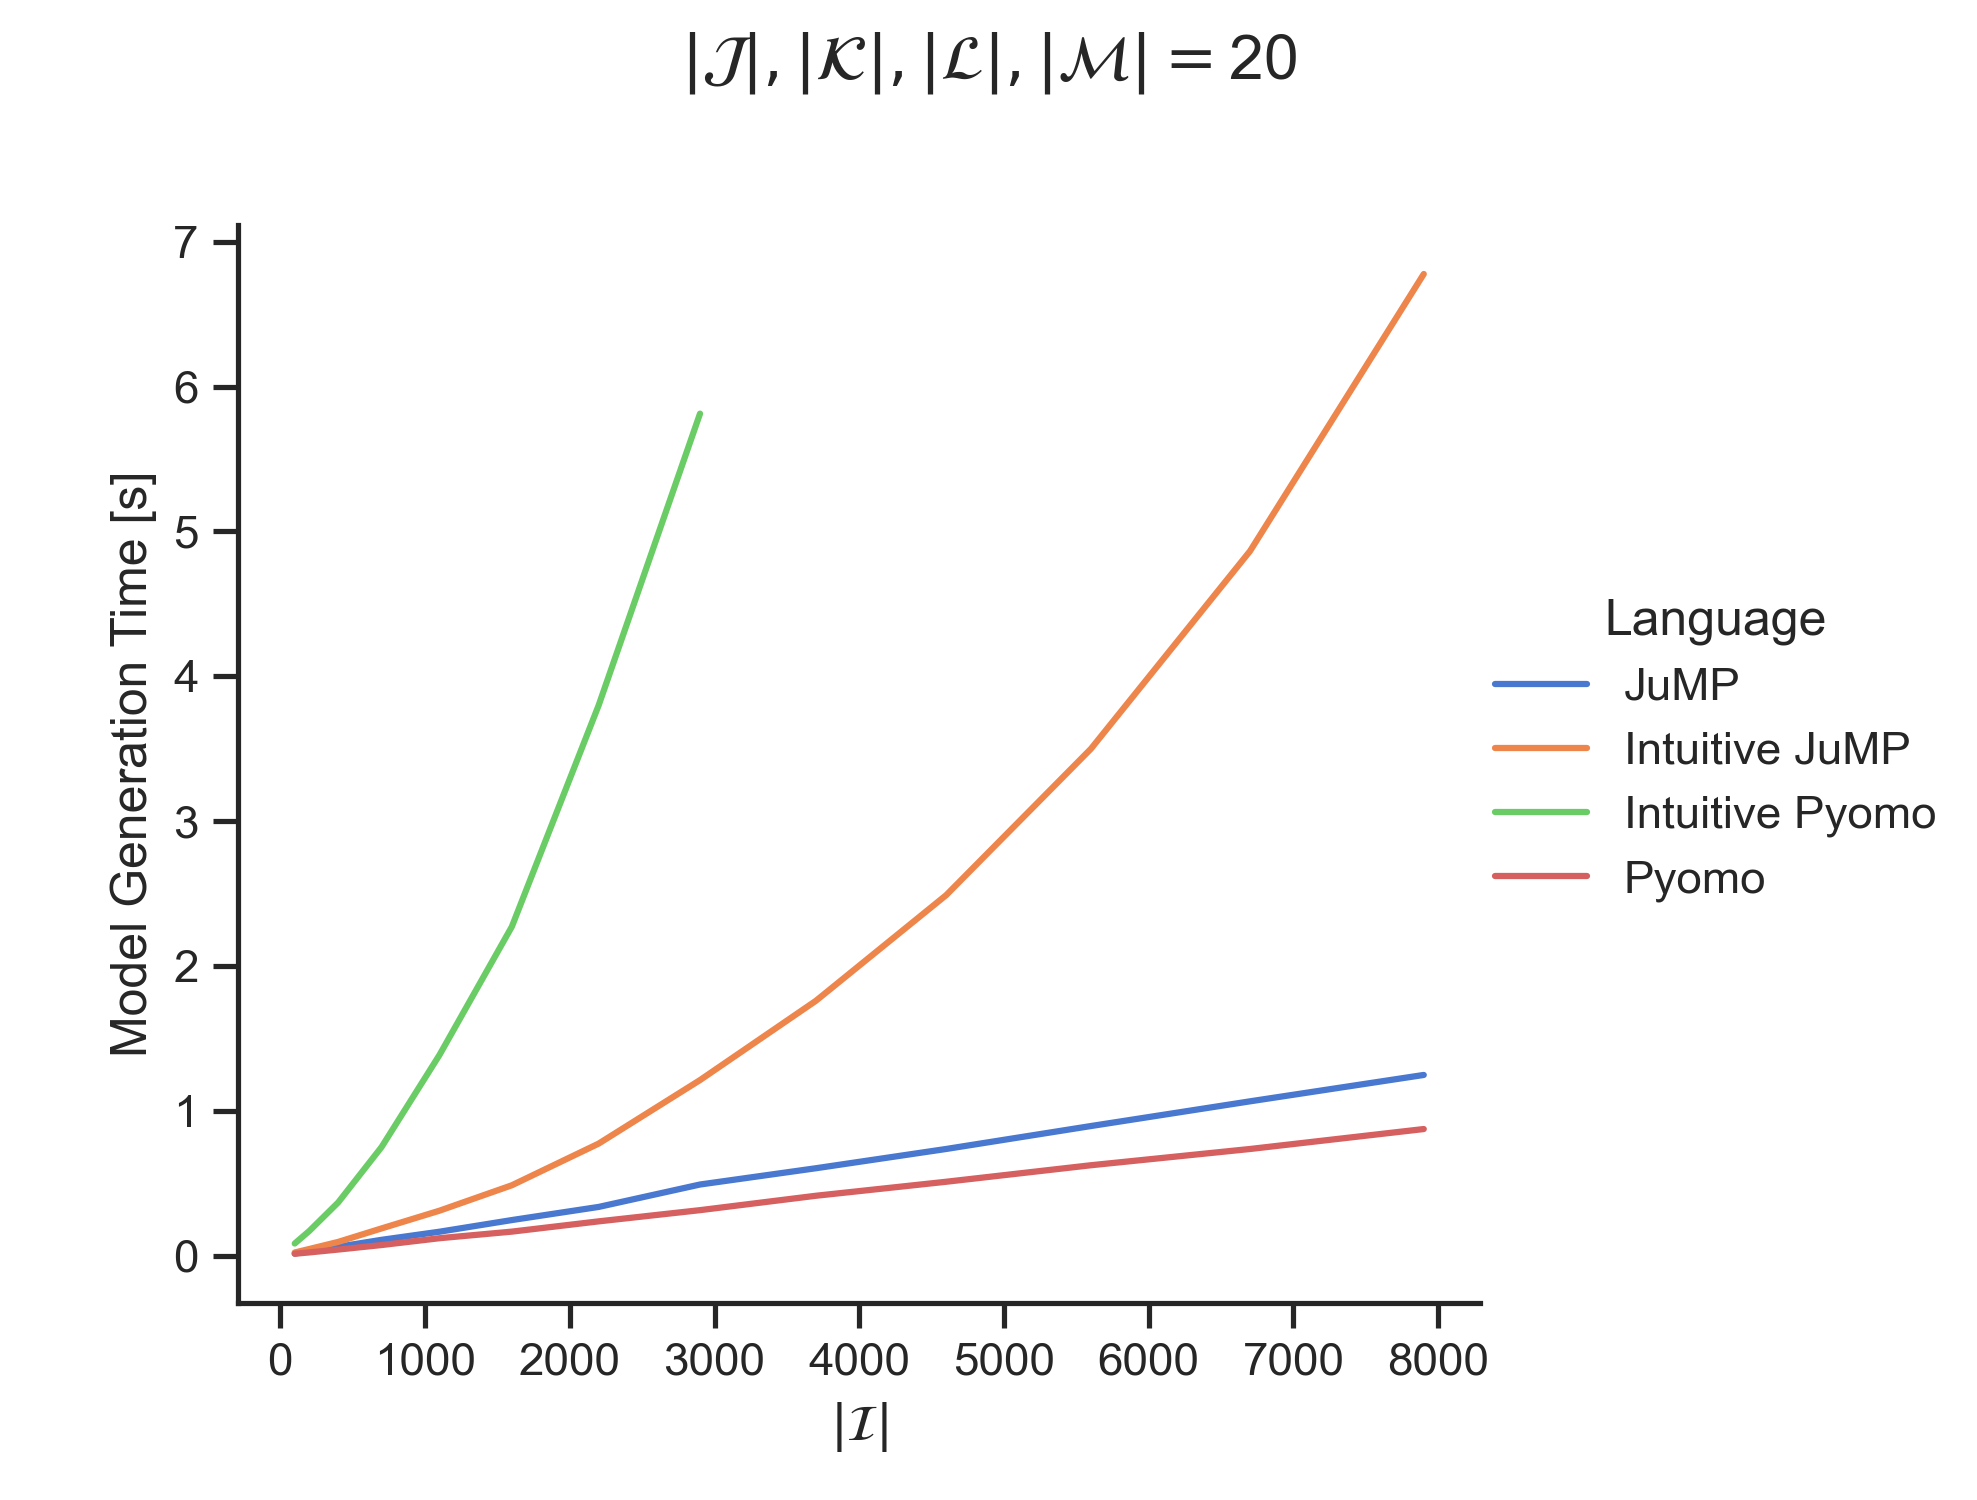 |𝒥|, |𝒦|, |ℒ|, |ℳ| = 20
7
6
5
4
3
2
1
0
Model Generation Time [s]
0 1000 2000 3000 4000 5000 6000 7000 8000
|ℐ|
Language
JuMP
Intuitive JuMP
Intuitive Pyomo
Pyomo